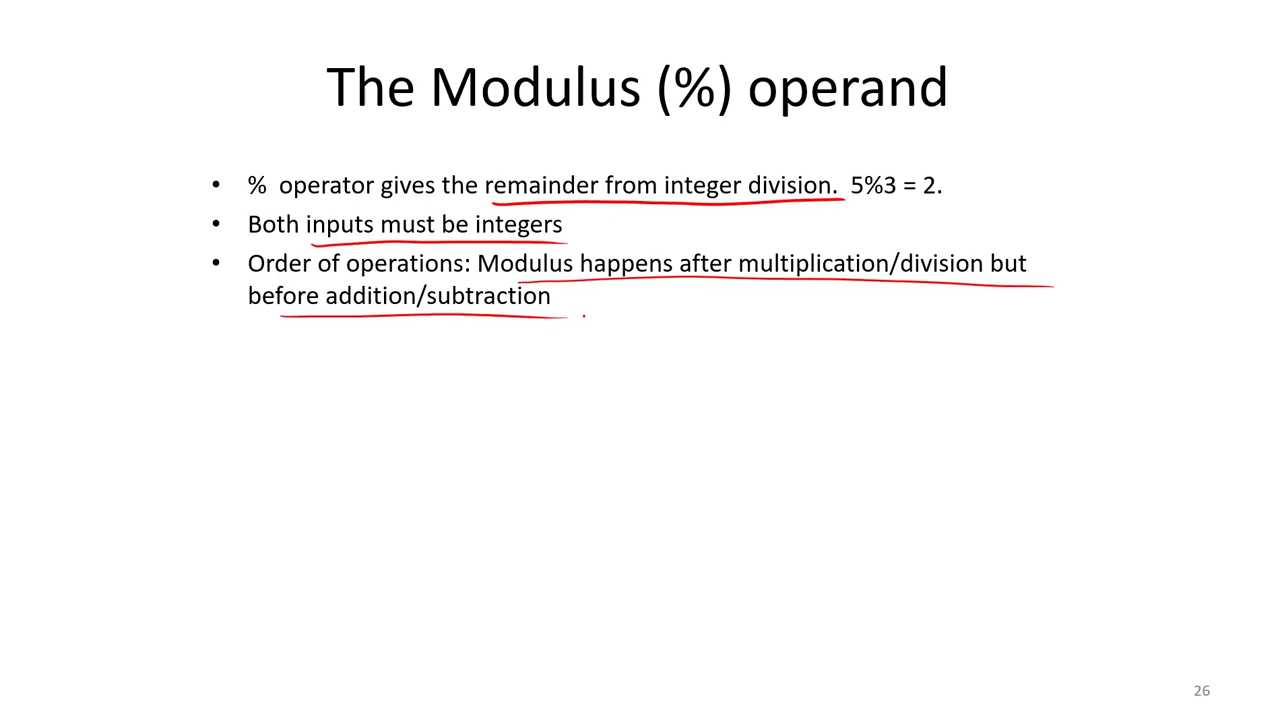 The Modulus (%) operand
• % operator gives the remainder from integer division. 5%3 = 2.
• Both inputs must be integers
• Order of operations: Modulus happens after multiplication/division but
before addition/subtraction
26